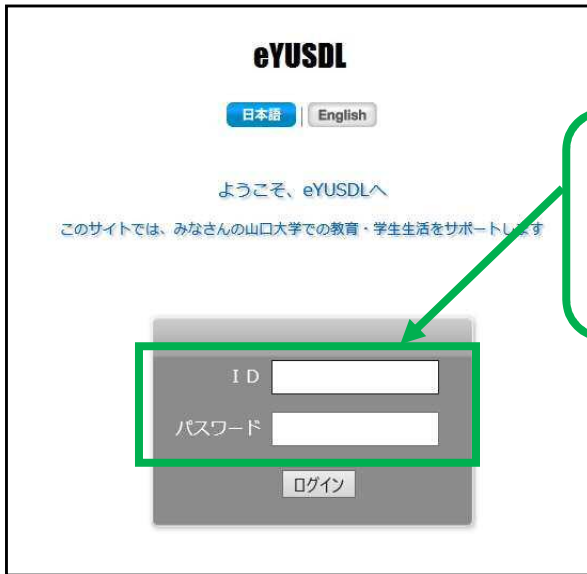 eYUSDL
日本語 | English
ようこそ、eYUSDLへ
このサイトでは、みなさんの山口大学での教育・学生生活をサポートします
ＩＤ
パスワード
ログイン